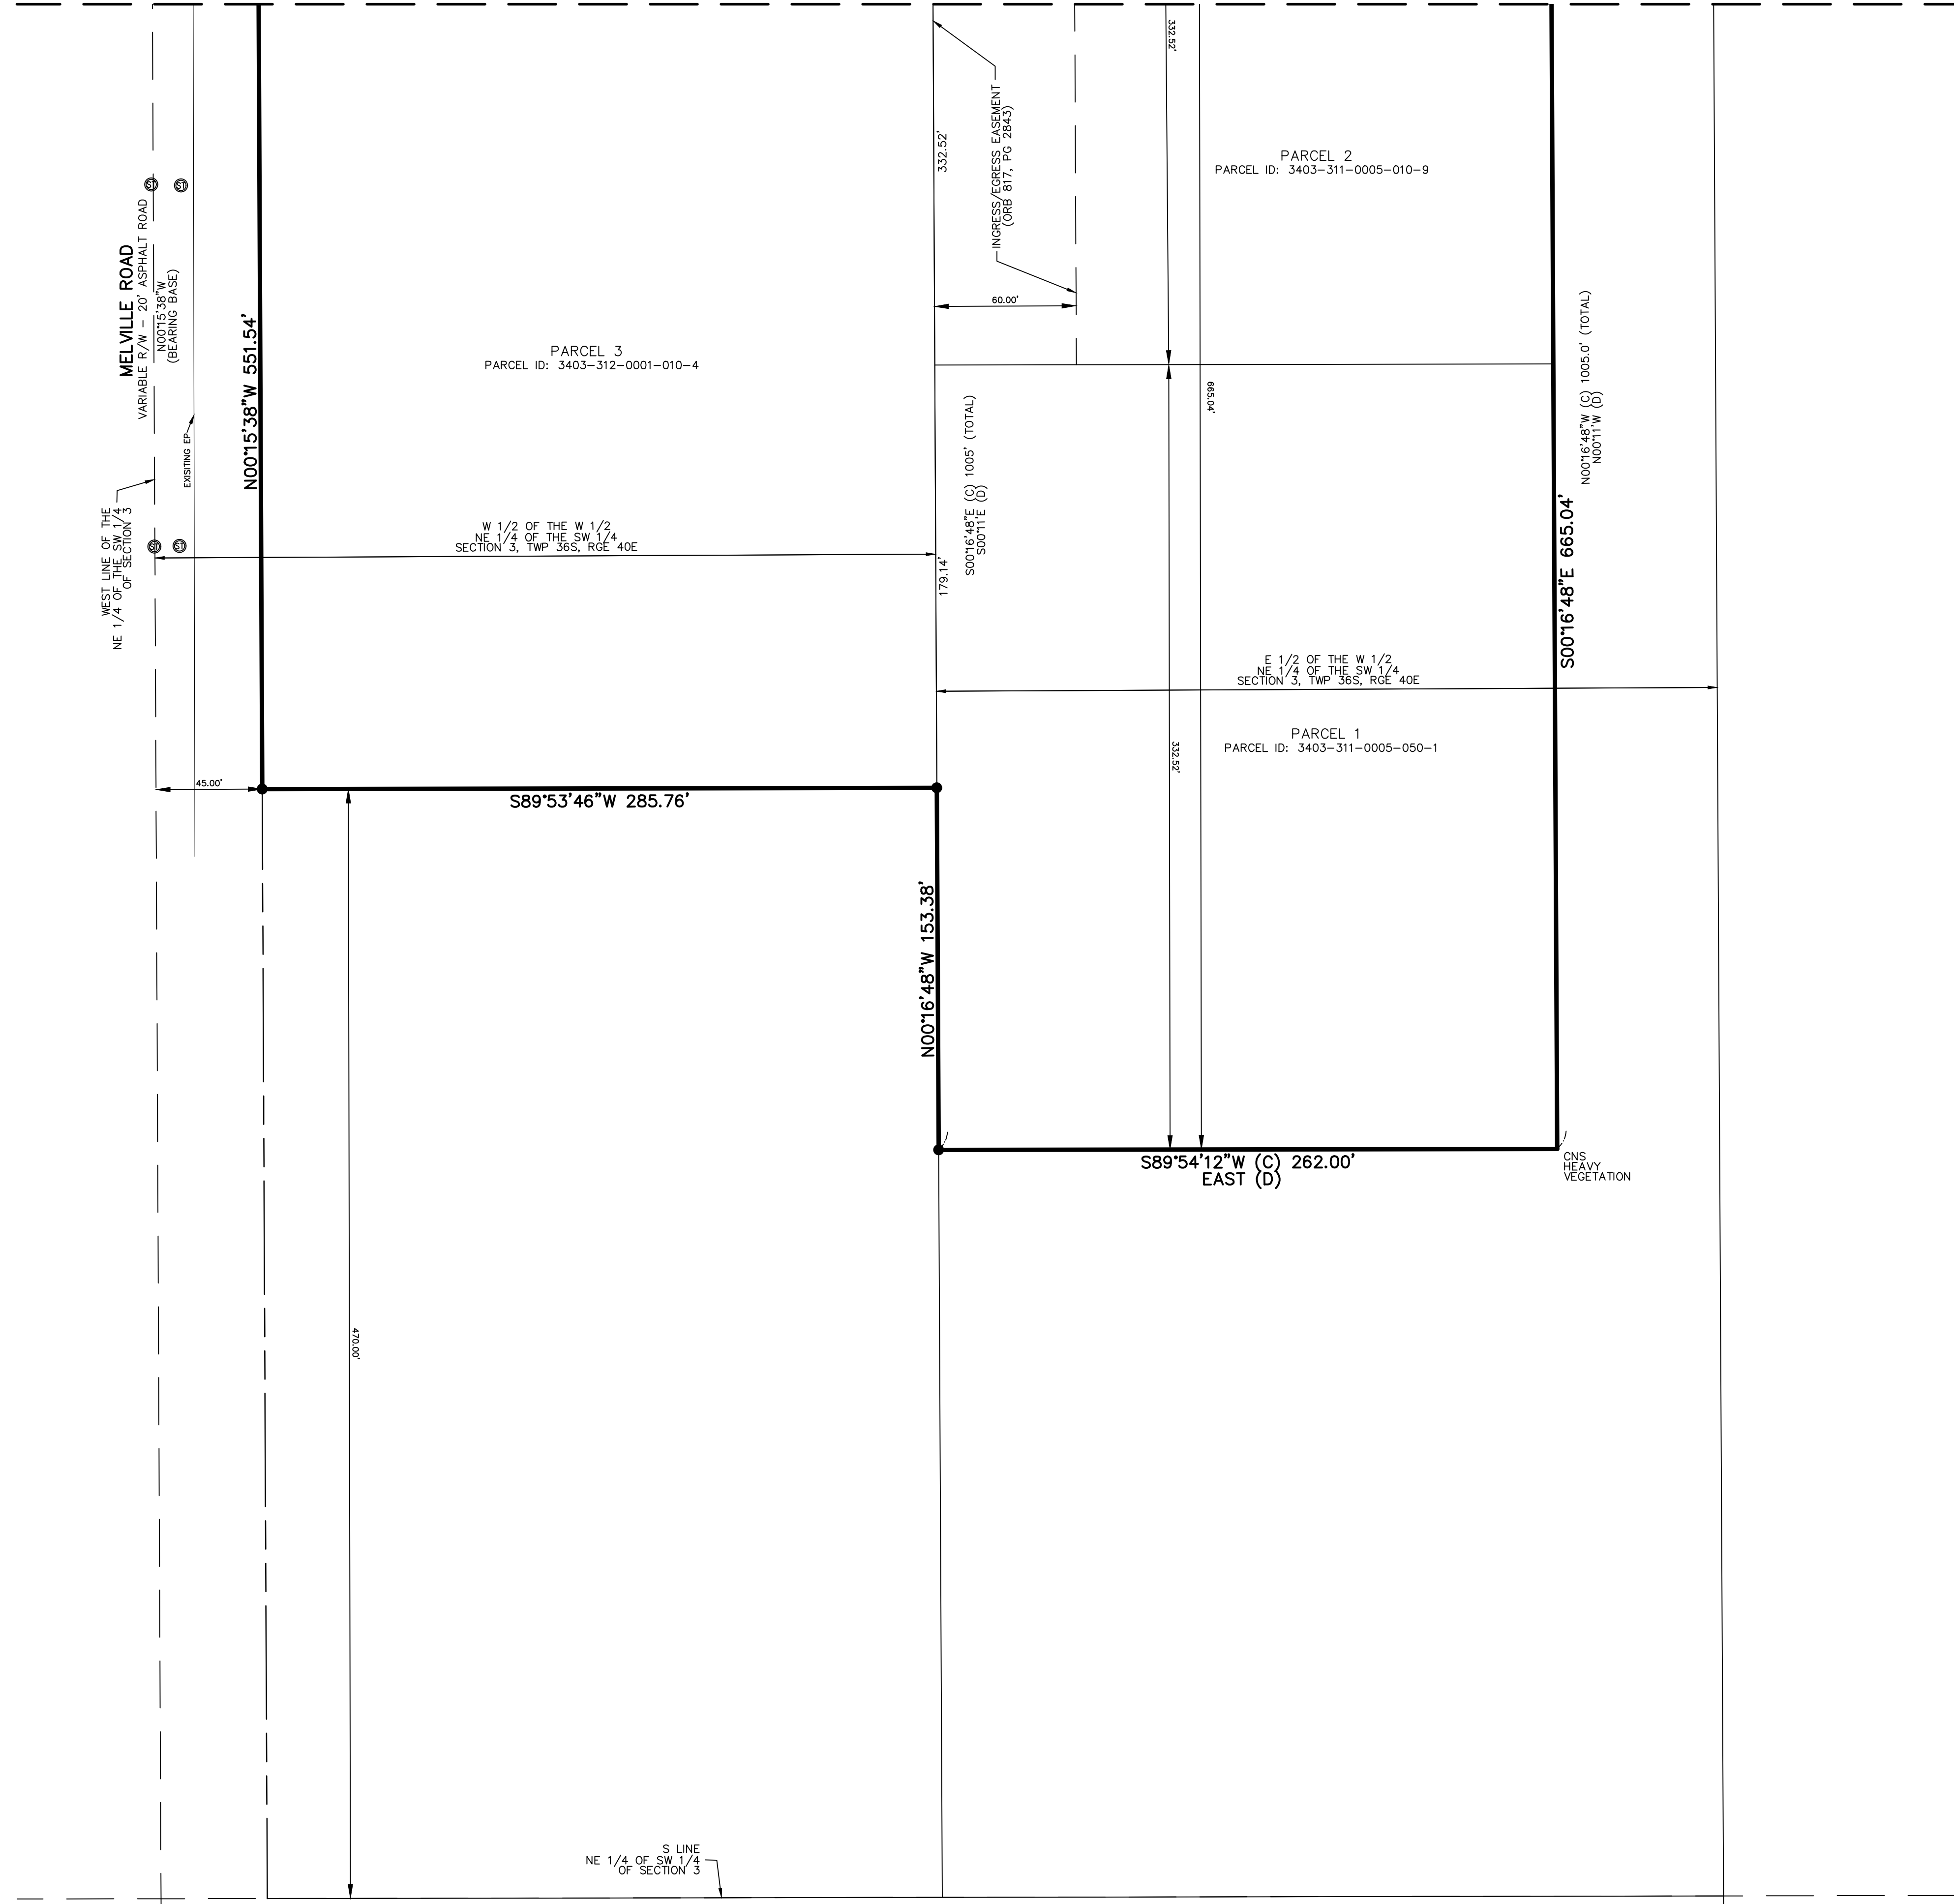 MELVILLE ROAD
VARIABLE R/W - 20' ASPHALT ROAD
N00°15'38"W
(BEARING BASE)
ST
ST
EXISITING EP
WEST LINE OF THE
NE 1/4 OF THE SW 1/4
OF SECTION 3
ST
ST
N00°15'38"W 551.54'
PARCEL 3
PARCEL ID: 3403-312-0001-010-4
W 1/2 OF THE W 1/2
NE 1/4 OF THE SW 1/4
SECTION 3, TWP 36S, RGE 40E
45.00'
S89°53'46"W 285.76'
332.52'
INGRESS/EGRESS EASEMENT
(ORB 817, PG 2843)
60.00'
332.52'
PARCEL 2
PARCEL ID: 3403-311-0005-010-9
665.04'
S00°16'48"E (C) 1005' (TOTAL)
S00°11'E (D)
179.14'
N00°16'48"W (C) 1005.0' (TOTAL)
N00°11'W (D)
S00°16'48"E 665.04'
E 1/2 OF THE W 1/2
NE 1/4 OF THE SW 1/4
SECTION 3, TWP 36S, RGE 40E
PARCEL 1
PARCEL ID: 3403-311-0005-050-1
332.52'
N00°16'48"W 153.38'
S89°54'12"W (C) 262.00'
EAST (D)
CNS
HEAVY
VEGETATION
470.00'
S LINE
NE 1/4 OF SW 1/4
OF SECTION 3